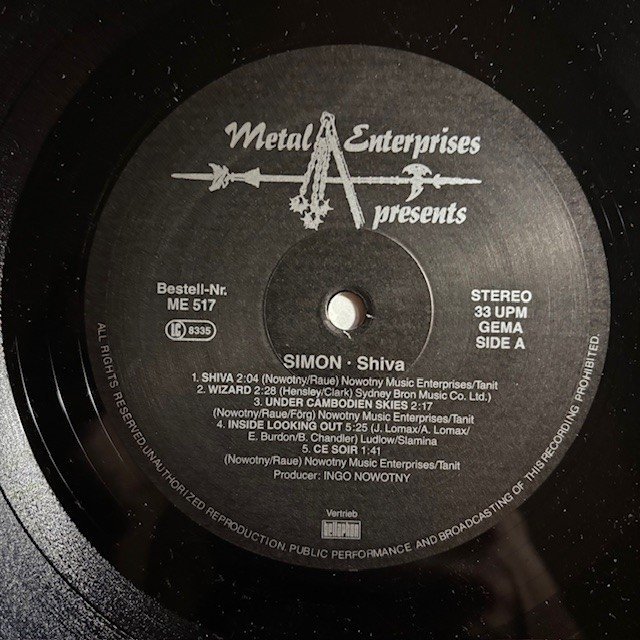 Metal Enterprises
presents
Bestell-Nr.
ME 517
LC 8335
STEREO
33 UPM
GEMA
SIDE A
SIMON · Shiva
1. SHIVA 2:04 (Nowotny/Raue) Nowotny Music Enterprises/Tanit
2. WIZARD 2:28 (Hensley/Clark) Sydney Bron Music Co. Ltd.)
3. UNDER CAMBODIEN SKIES 2:17
(Nowotny/Raue/Förg) Nowotny Music Enterprises/Tanit
4. INSIDE LOOKING OUT 5:25 (J. Lomax/A. Lomax/
E. Burdon/B. Chandler) Ludlow/Slamina
5. CE SOIR 1:41
(Nowotny/Raue) Nowotny Music Enterprises/Tanit
Producer: INGO NOWOTNY
Vertrieb
bellaphon
ALL RIGHTS RESERVED.UNAUTHORIZED REPRODUCTION, PUBLIC PERFORMANCE AND BROADCASTING OF THIS RECORDING PROHIBITED.